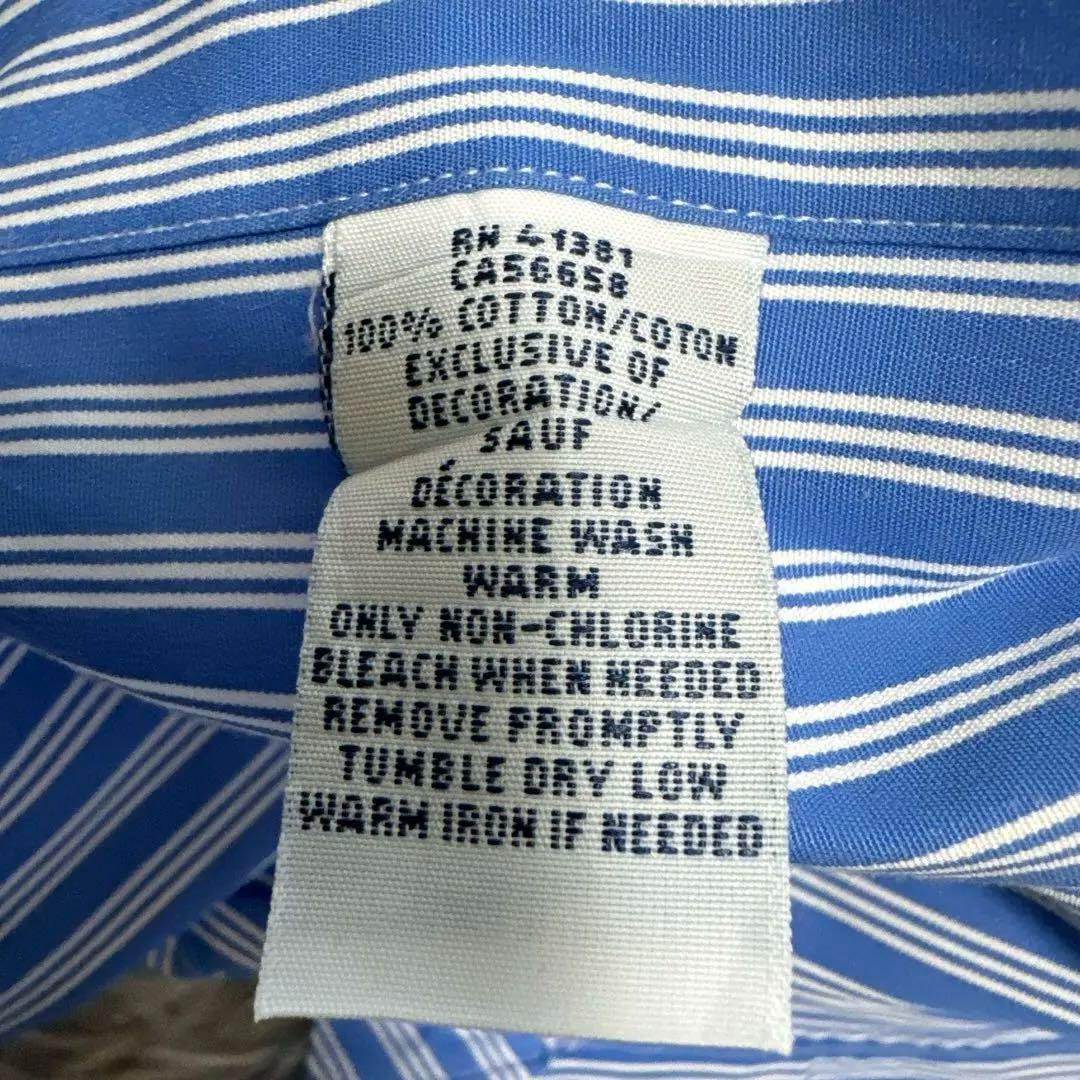 RN 41381
CA56658
100% COTTON/COTON
EXCLUSIVE OF
DECORATION/
SAUF
DÉCORATION
MACHINE WASH
WARM
ONLY NON-CHLORINE
BLEACH WHEN NEEDED
REMOVE PROMPTLY
TUMBLE DRY LOW
WARM IRON IF NEEDED